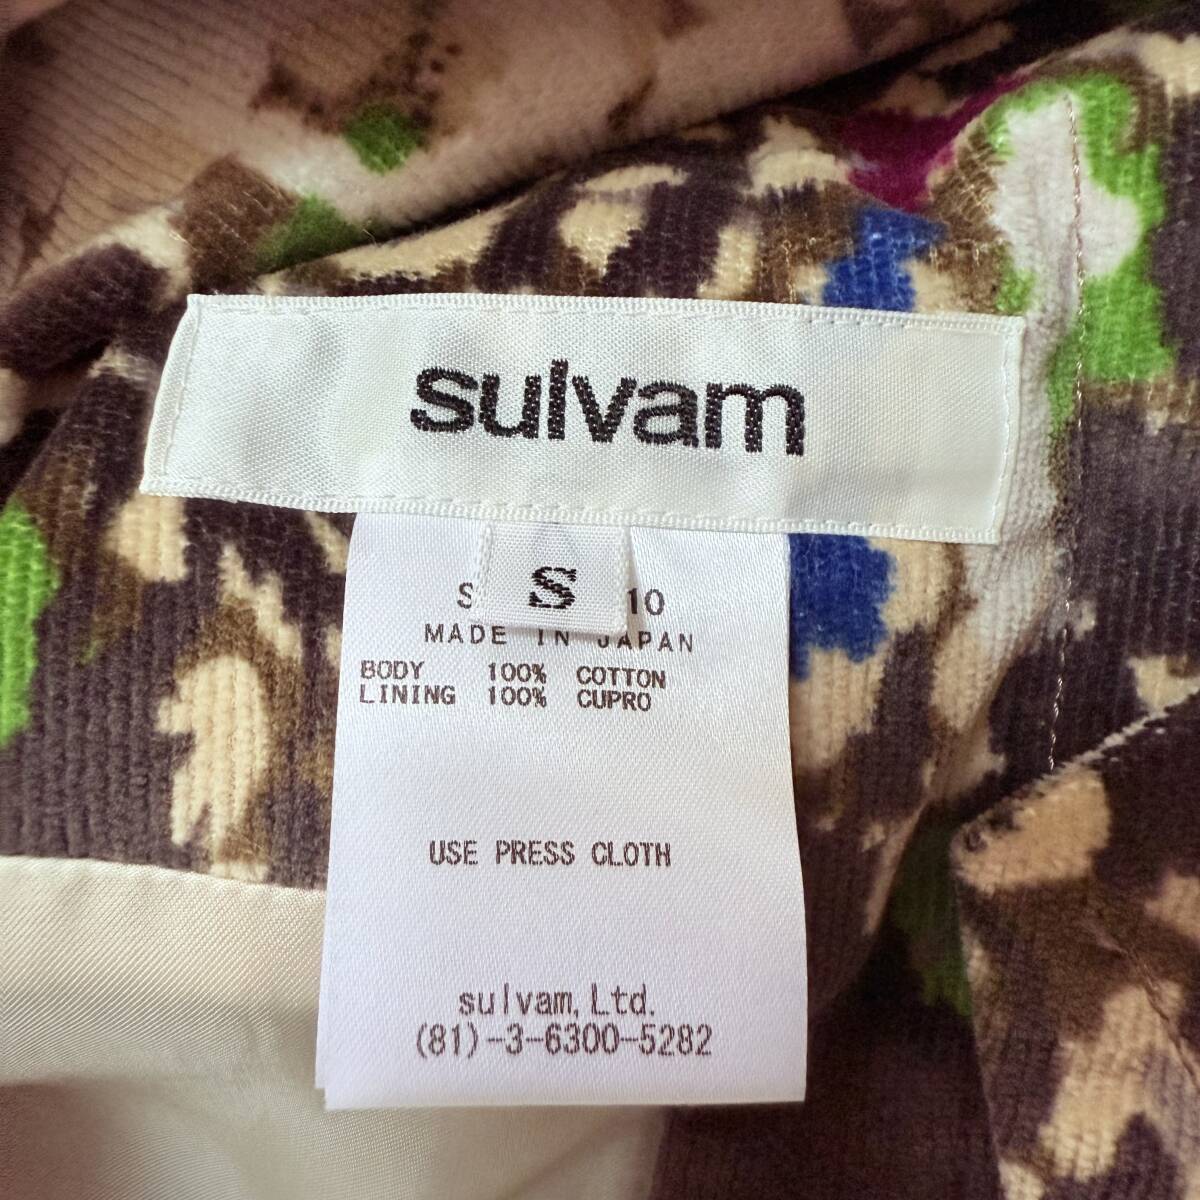 sulvam
S
MADE IN JAPAN
BODY 100% COTTON
LINING 100% CUPRO
USE PRESS CLOTH
sulvam, Ltd.
(81)-3-6300-5282